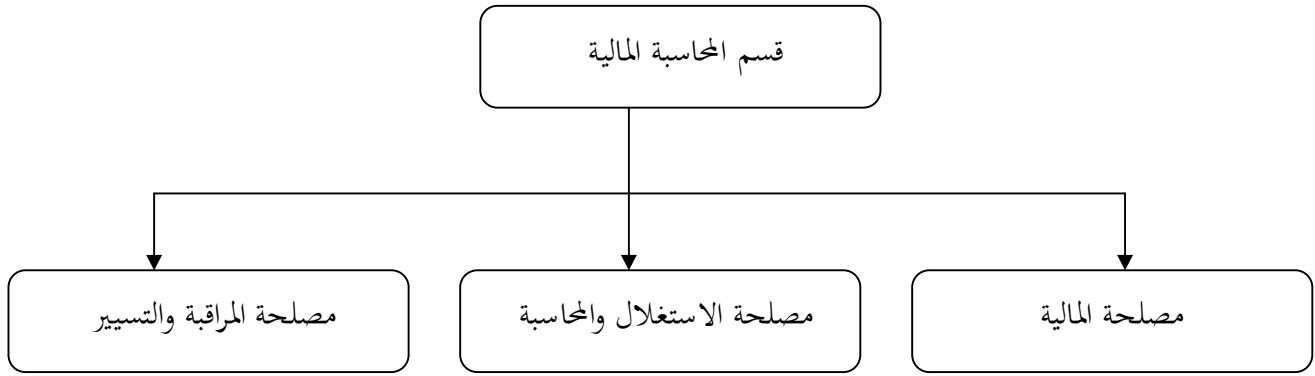 قسم المحاسبة المالية
مصلحة المالية
مصلحة الاستغلال والمحاسبة
مصلحة المراقبة والتسيير